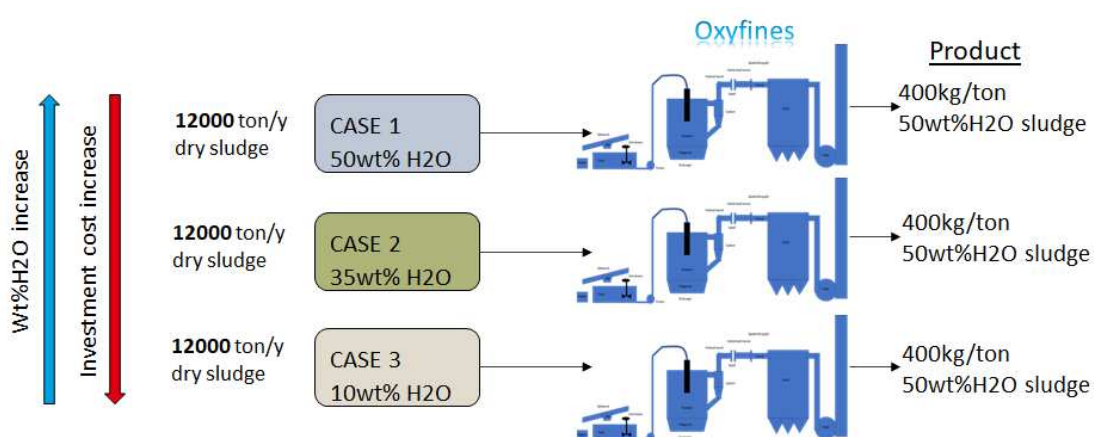 Oxyfines
Product
Wt%H2O increase
Investment cost increase
12000 ton/y
dry sludge
CASE 1
50wt% H2O
400kg/ton
50wt%H2O sludge
12000 ton/y
dry sludge
CASE 2
35wt% H2O
400kg/ton
50wt%H2O sludge
12000 ton/y
dry sludge
CASE 3
10wt% H2O
400kg/ton
50wt%H2O sludge